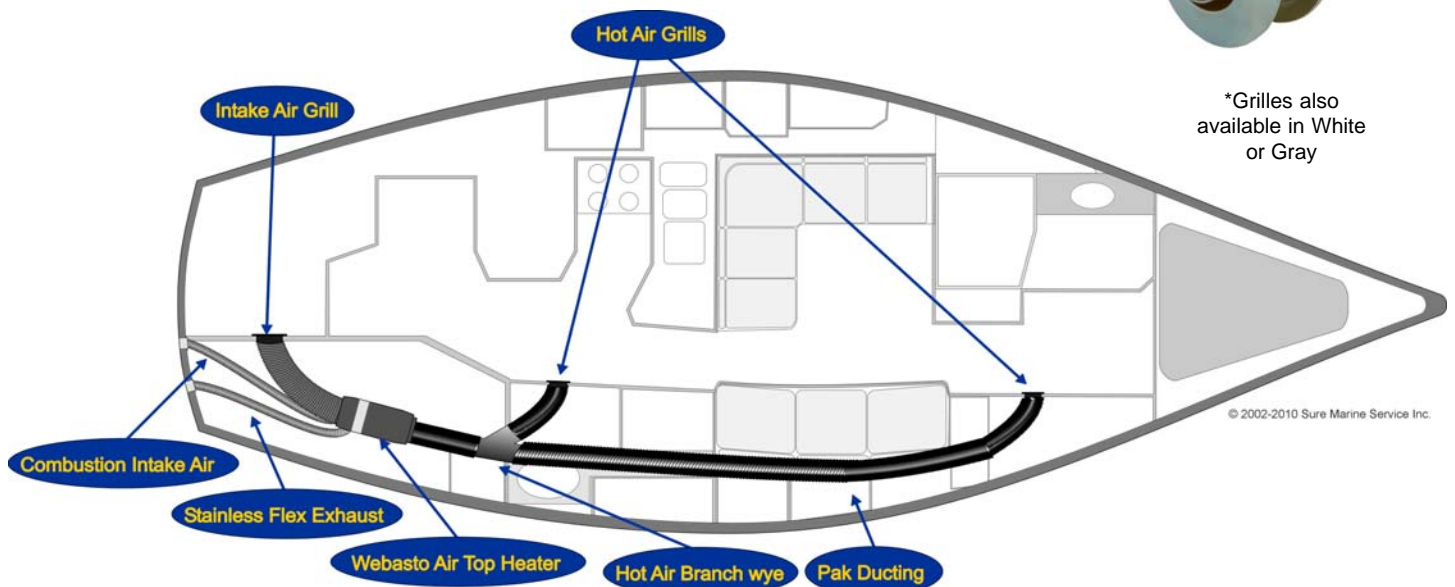 Hot Air Grills
Intake Air Grill
*Grilles also
available in White
or Gray
© 2002-2010 Sure Marine Service Inc.
Combustion Intake Air
Stainless Flex Exhaust
Webasto Air Top Heater
Hot Air Branch wye
Pak Ducting